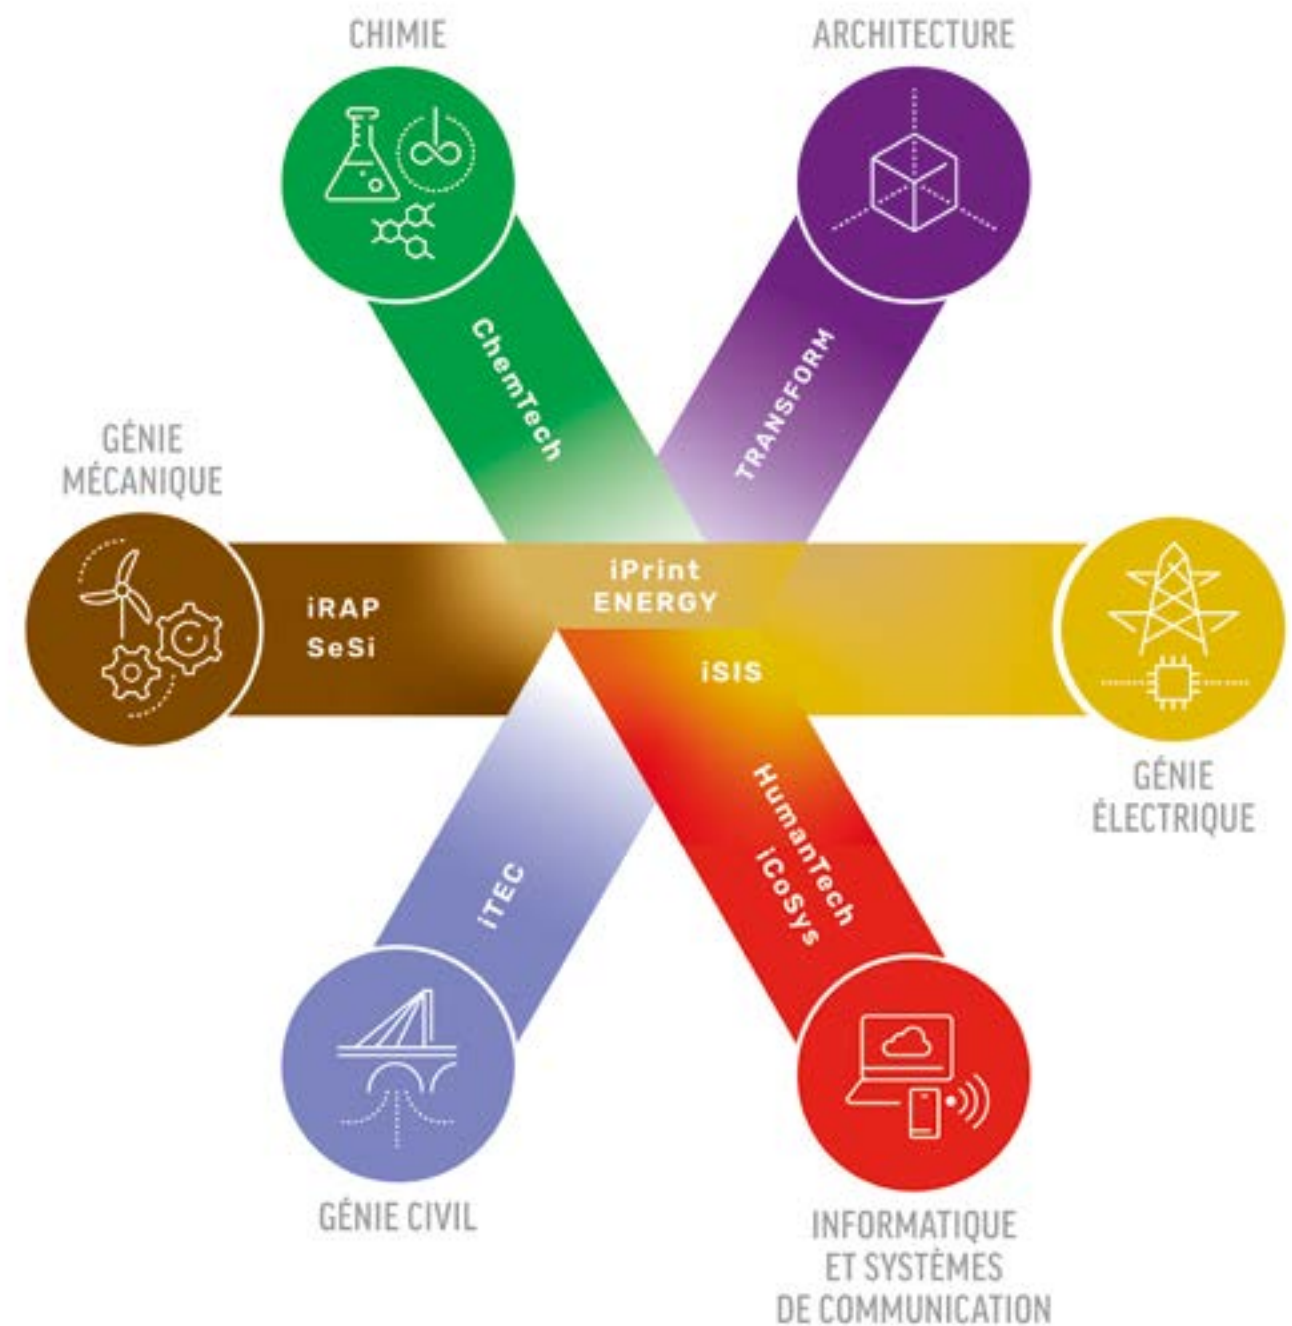 CHIMIE
ARCHITECTURE
ChemTech
TRANSFORM
GÉNIE
MÉCANIQUE
iPrint
ENERGY
iRAP
SeSi
iSIS
GÉNIE
ÉLECTRIQUE
HumanTech
iCoSys
iTEC
GÉNIE CIVIL
INFORMATIQUE
ET SYSTÈMES
DE COMMUNICATION